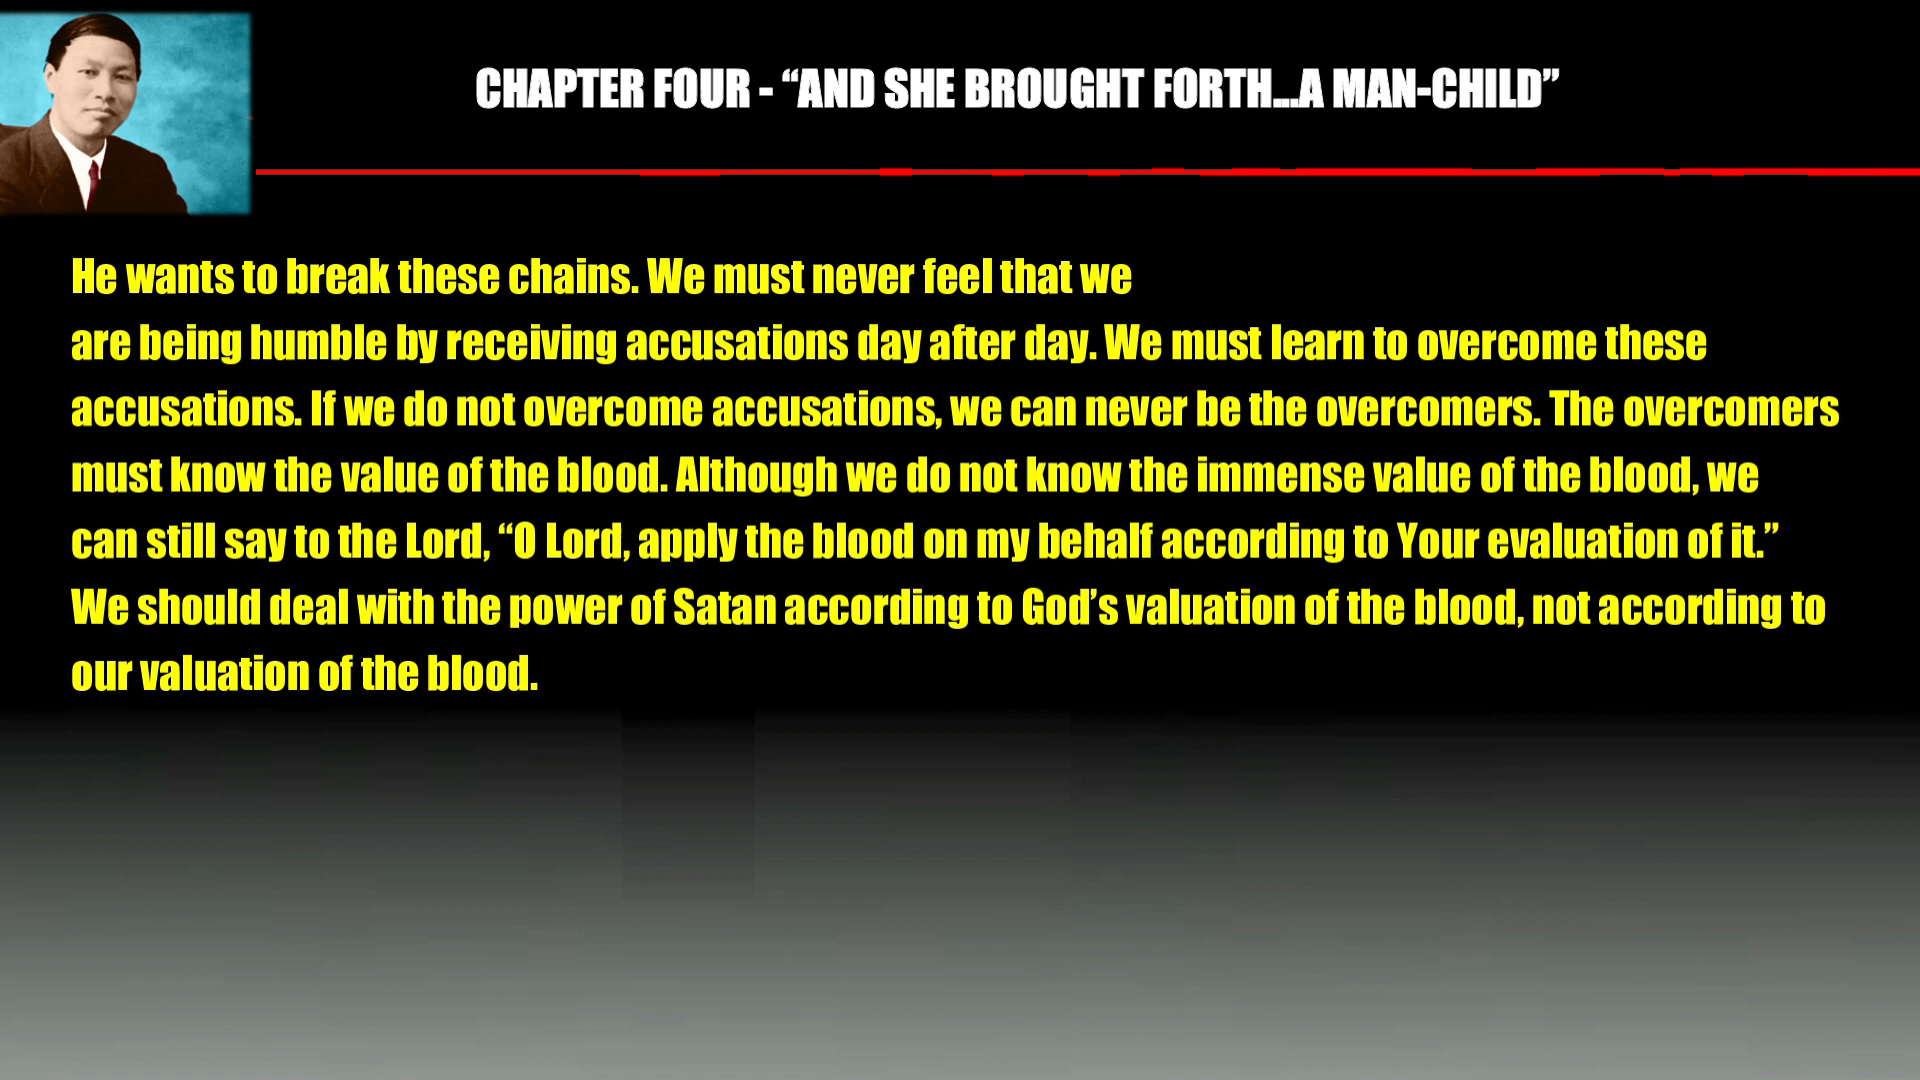 CHAPTER FOUR - “AND SHE BROUGHT FORTH...A MAN-CHILD”
He wants to break these chains. We must never feel that we
are being humble by receiving accusations day after day. We must learn to overcome these
accusations. If we do not overcome accusations, we can never be the overcomers. The overcomers
must know the value of the blood. Although we do not know the immense value of the blood, we
can still say to the Lord, “O Lord, apply the blood on my behalf according to Your evaluation of it.”
We should deal with the power of Satan according to God’s valuation of the blood, not according to
our valuation of the blood.